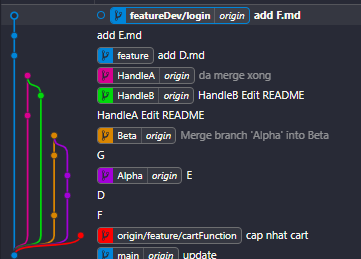 featureDev/login origin add F.md
add E.md
feature add D.md
HandleA origin da merge xong
HandleB origin HandleB Edit README
HandleA Edit README
Beta origin Merge branch 'Alpha' into Beta
G
Alpha origin E
D
F
origin/feature/cartFunction cap nhat cart
main origin update